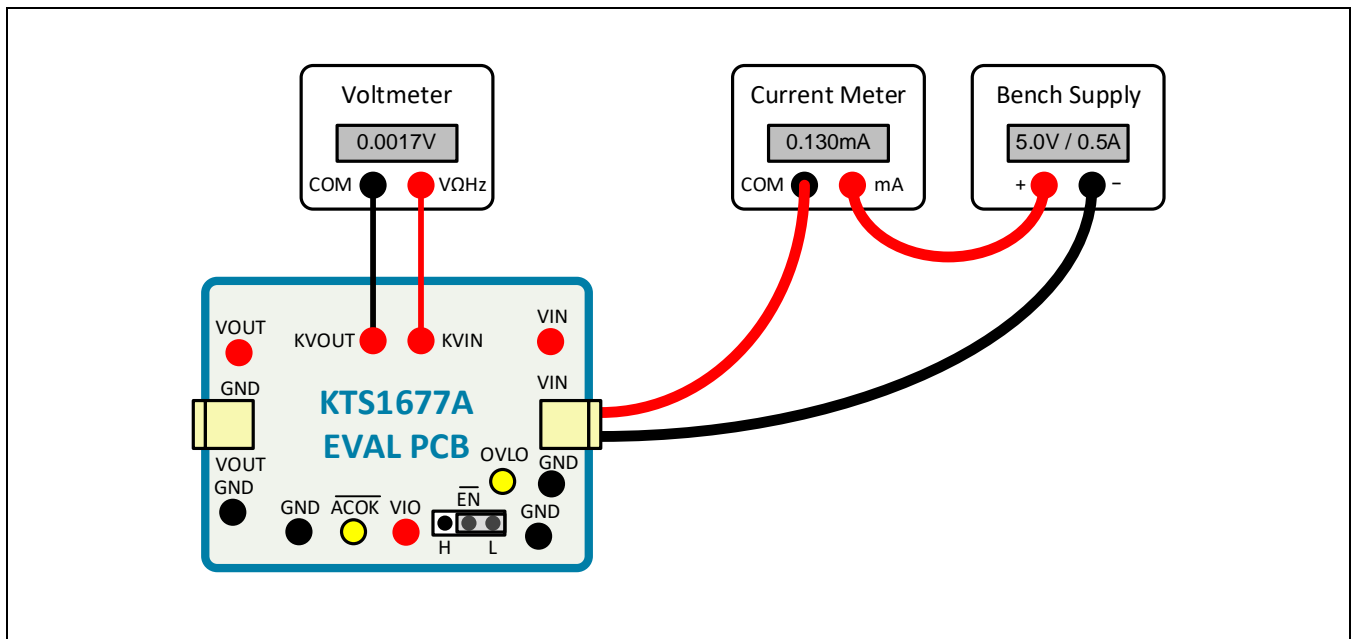 Voltmeter
0.0017V
COM VΩHz
Current Meter
0.130mA
COM mA
Bench Supply
5.0V / 0.5A
+ −
VOUT
KVOUT KVIN
VIN
GND
VIN
KTS1677A
EVAL PCB
OVLO
VOUT
GND
GND
GND
ACOK
VIO
EN
GND
H L